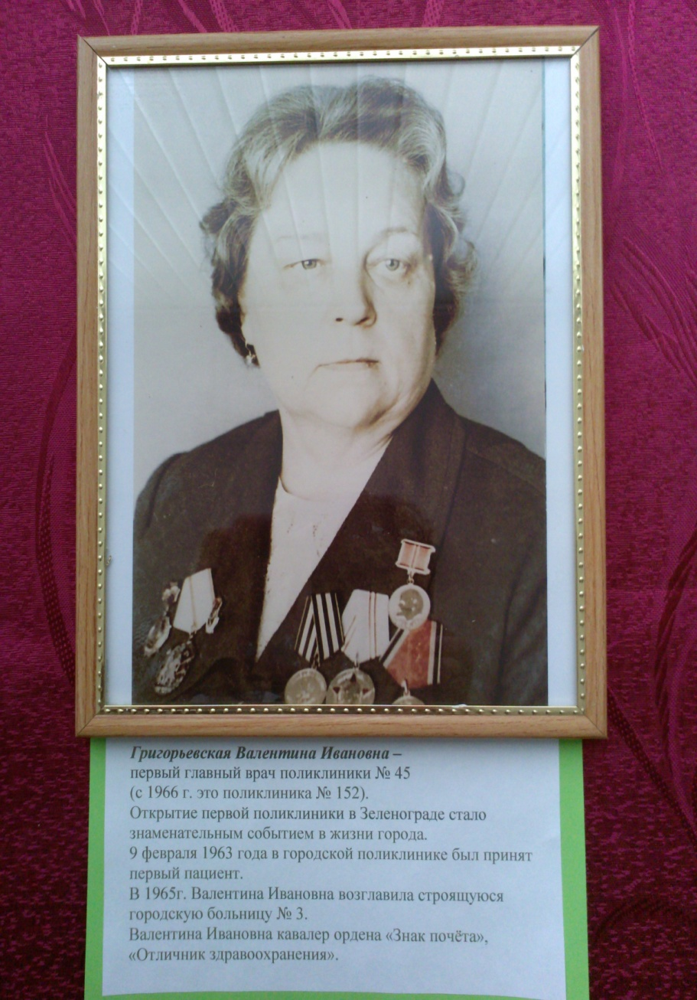 Григорьевская Валентина Ивановна –
первый главный врач поликлиники № 45
(с 1966 г. это поликлиника № 152).
Открытие первой поликлиники в Зеленограде стало
знаменательным событием в жизни города.
9 февраля 1963 года в городской поликлинике был принят
первый пациент.
В 1965г. Валентина Ивановна возглавила строящуюся
городскую больницу № 3.
Валентина Ивановна кавалер ордена «Знак почёта»,
«Отличник здравоохранения».